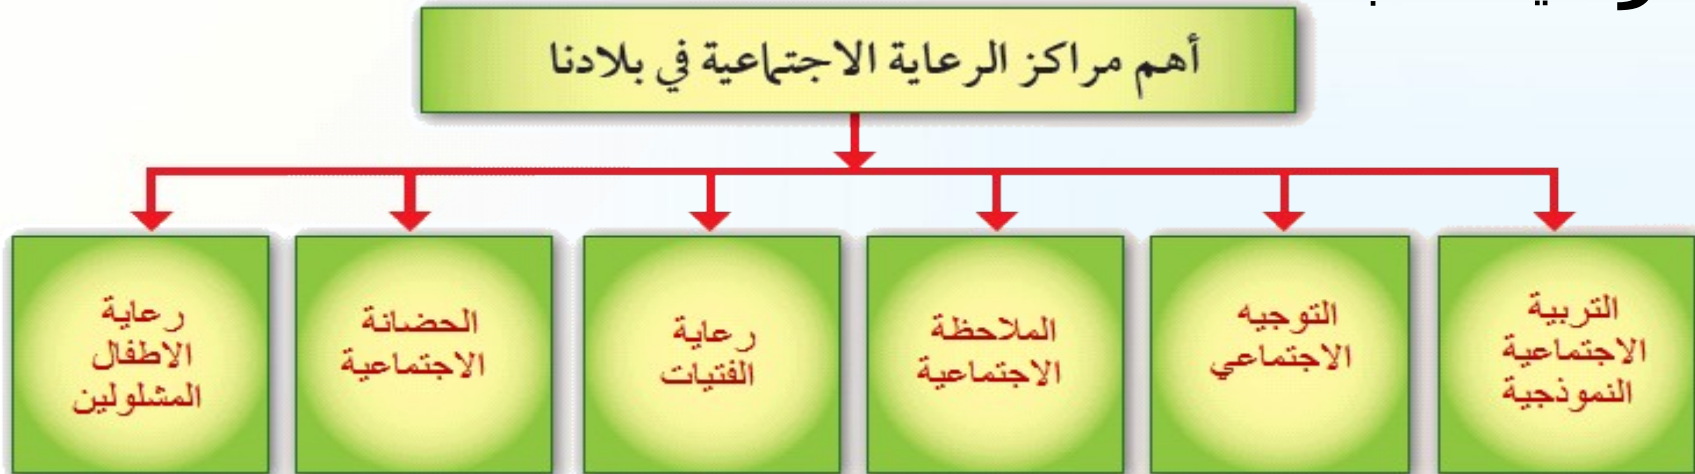 أهم مراكز الرعاية الاجتماعية في بلادنا
التربية
الاجتماعية
النموذجية
التوجيه
الاجتماعي
الملاحظة
الاجتماعية
رعاية
الفتيات
الحضانة
الاجتماعية
رعاية
الاطفال
المشلولين